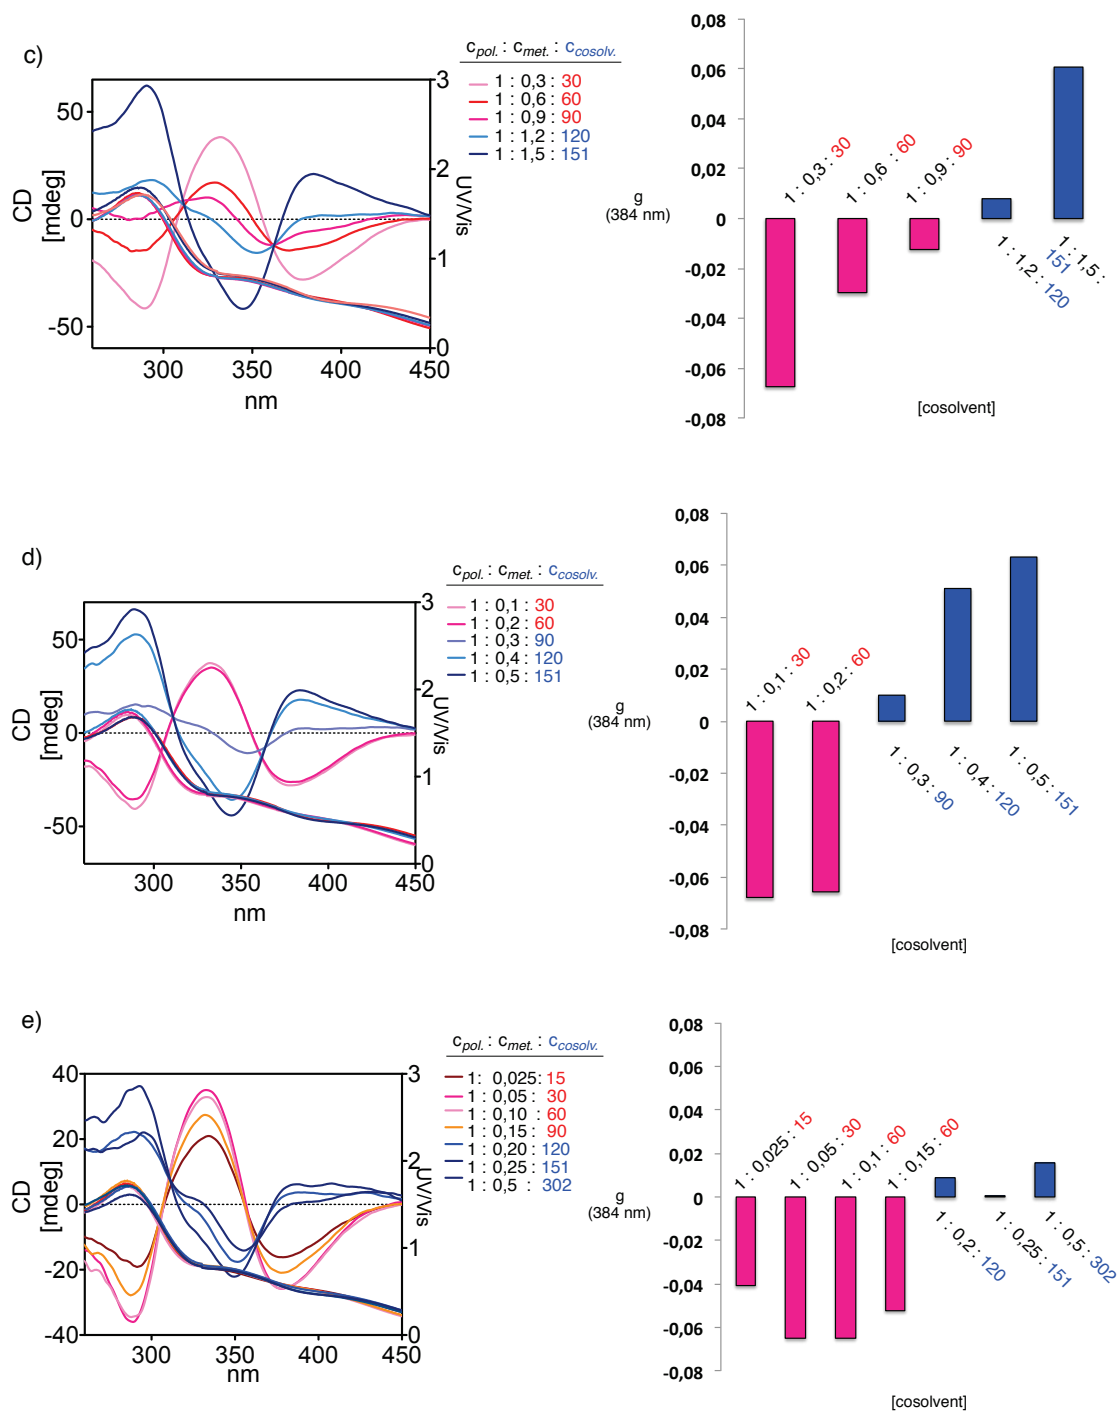 c)
c_pol. : c_met. : c_cosolv.
1 : 0,3 : 30
1 : 0,6 : 60
1 : 0,9 : 90
1 : 1,2 : 120
1 : 1,5 : 151
CD
[mdeg]
50
0
-50
300
350
400
450
nm
3
2
1
0
UV/Vis
0,08
0,06
0,04
0,02
0
-0,02
-0,04
-0,06
-0,08
g
(384 nm)
1 : 0,3 : 30
1 : 0,6 : 60
1 : 0,9 : 90
1 : 1,2 : 120
1 : 1,5 :
151
[cosolvent]
d)
c_pol. : c_met. : c_cosolv.
1 : 0,1 : 30
1 : 0,2 : 60
1 : 0,3 : 90
1 : 0,4 : 120
1 : 0,5 : 151
CD
[mdeg]
50
0
-50
300
350
400
450
nm
3
2
1
0
UV/Vis
0,08
0,06
0,04
0,02
0
-0,02
-0,04
-0,06
-0,08
g
(384 nm)
1 : 0,1 : 30
1 : 0,2 : 60
1 : 0,3 : 90
1 : 0,4 : 120
1 : 0,5 : 151
[cosolvent]
e)
c_pol. : c_met. : c_cosolv.
1: 0,025: 15
1 : 0,05 : 30
1 : 0,10 : 60
1 : 0,15 : 90
1 : 0,20 : 120
1 : 0,25 : 151
1 : 0,5 : 302
CD
[mdeg]
40
20
0
-20
-40
300
350
400
450
nm
3
2
1
0
UV/Vis
0,08
0,06
0,04
0,02
0
-0,02
-0,04
-0,06
-0,08
g
(384 nm)
1 : 0,025 : 15
1 : 0,05 : 30
1 : 0,1 : 60
1 : 0,15 : 60
1 : 0,2 : 120
1 : 0,25 : 151
1 : 0,5 : 302
[cosolvent]